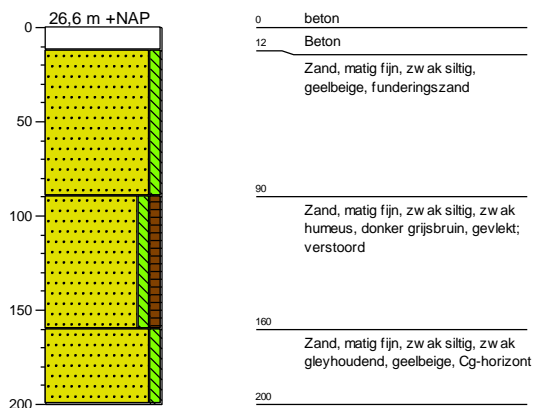 26,6 m +NAP
0
50
100
150
200
0 beton
12 Beton
Zand, matig fijn, zwak siltig,
geelbeige, funderingszand
90
Zand, matig fijn, zwak siltig, zwak
humeus, donker grijsbruin, gevlekt;
verstoord
160
Zand, matig fijn, zwak siltig, zwak
gleyhoudend, geelbeige, Cg-horizont
200